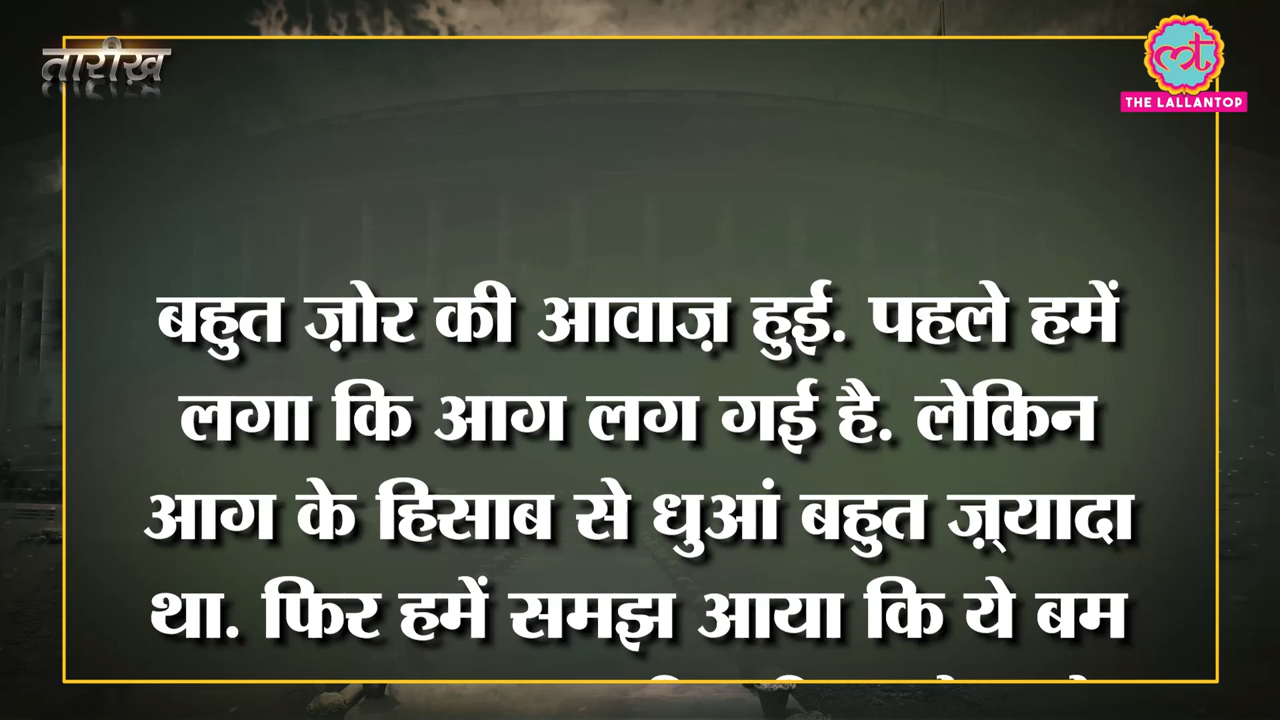 तारीख़
THE LALLANTOP
बहुत ज़ोर की आवाज़ हुई. पहले हमें
लगा कि आग लग गई है. लेकिन
आग के हिसाब से धुआं बहुत ज़्यादा
था. फिर हमें समझ आया कि ये बम